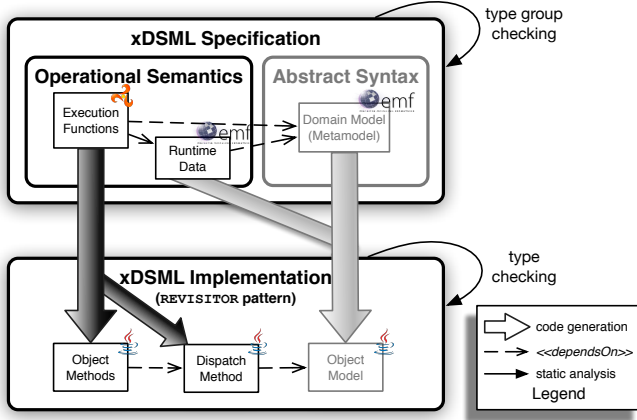 type group
checking
xDSML Specification
Operational Semantics
Abstract Syntax
Execution
Functions
emf
Domain Model
(Metamodel)
emf
Runtime
Data
type
checking
xDSML Implementation
(REVISITOR pattern)
Object
Methods
Dispatch
Method
Object
Model
code generation
<<dependsOn>>
static analysis
Legend